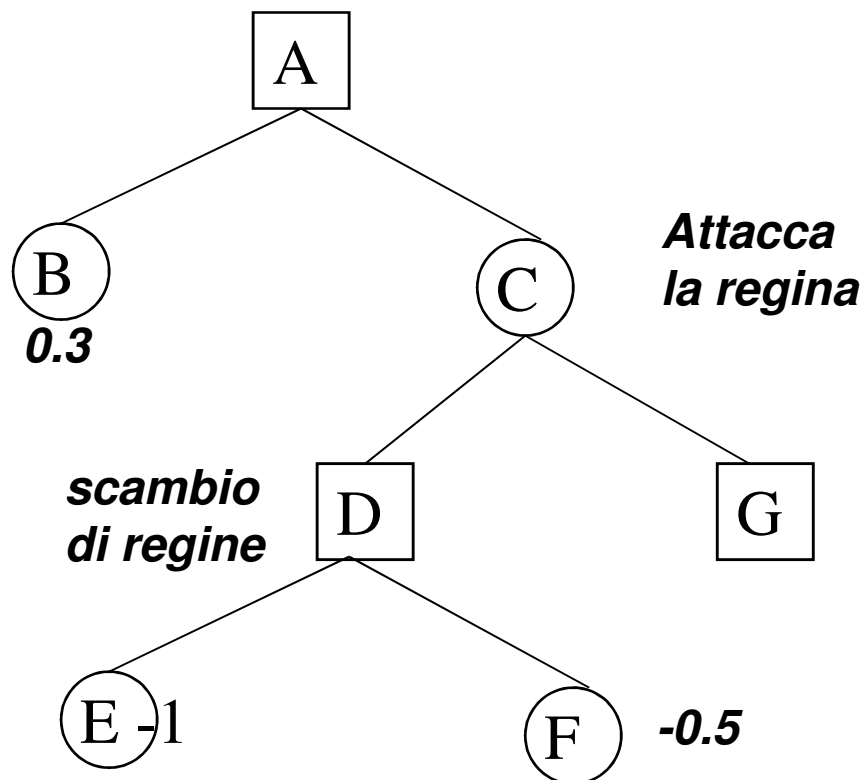 A
B
0.3
C
Attacca
la regina
scambio
di regine
D
G
E -1
F
-0.5